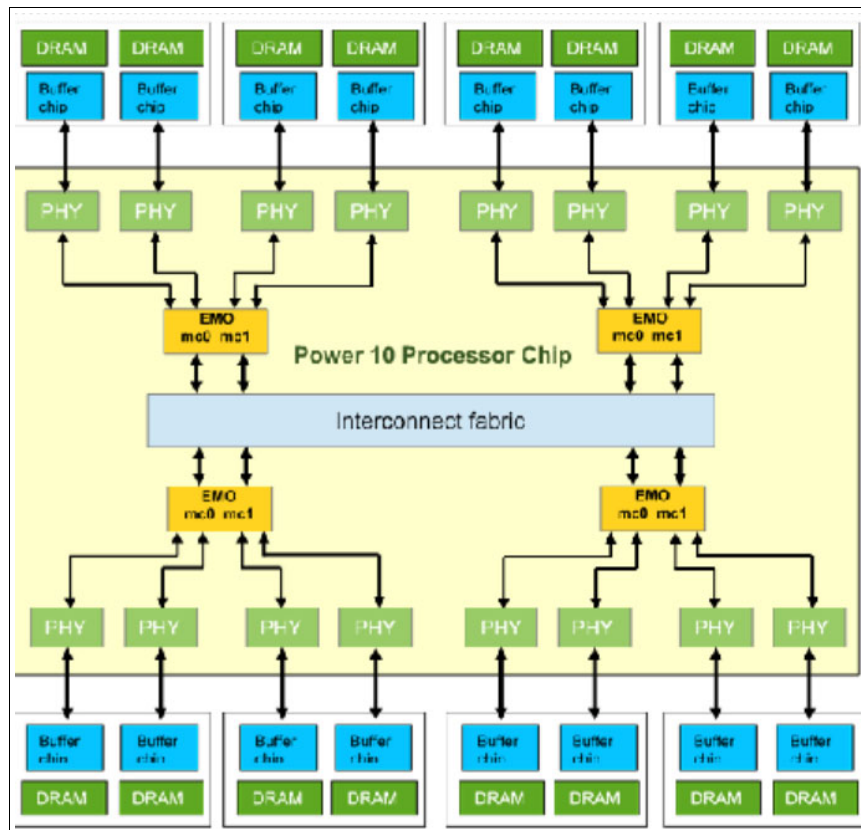 DRAM DRAM DRAM DRAM DRAM DRAM DRAM DRAM
Buffer Buffer Buffer Buffer Buffer Buffer Buffer Buffer
chip chip chip chip chip chip chip chip
PHY PHY PHY PHY PHY PHY PHY PHY
EMO EMO
mc0 mc1 mc0 mc1
Power 10 Processor Chip
Interconnect fabric
EMO EMO
mc0 mc1 mc0 mc1
PHY PHY PHY PHY PHY PHY PHY PHY
Buffer Buffer Buffer Buffer Buffer Buffer Buffer Buffer
chip chip chip chip chip chip chip chip
DRAM DRAM DRAM DRAM DRAM DRAM DRAM DRAM